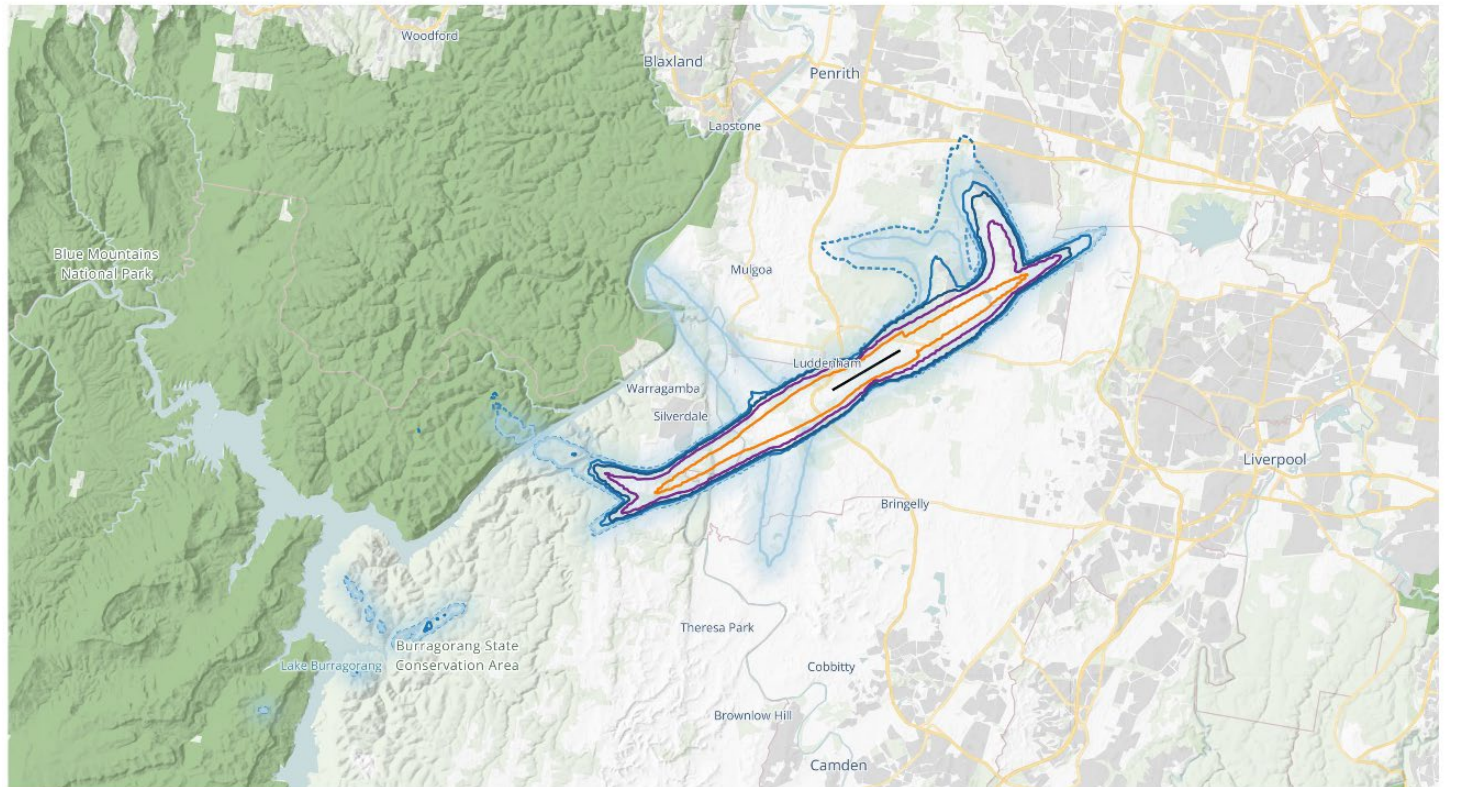 Woodford
Blaxland
Penrith
Lapstone
Blue Mountains
National Park
Mulgoa
Luddenham
Warragamba
Silverdale
Liverpool
Bringelly
Theresa Park
Burragorang State
Conservation Area
Lake Burragorang
Cobbitty
Brownlow Hill
Camden